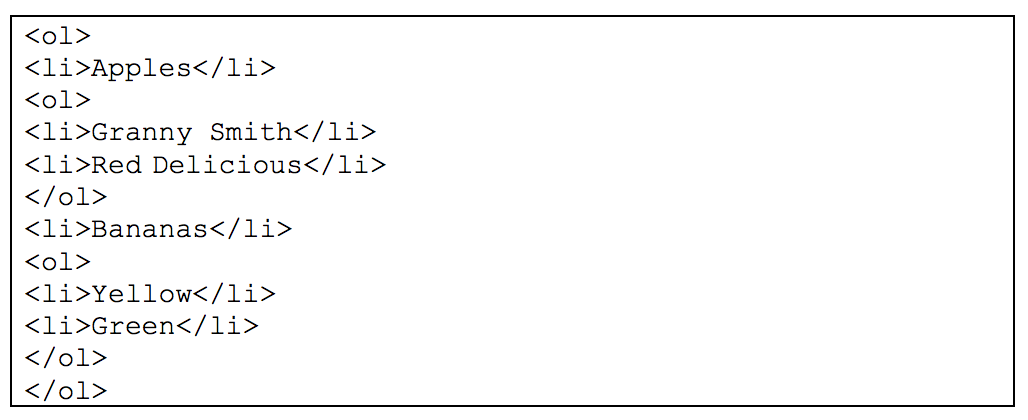 <ol>
<li>Apples</li>
<ol>
<li>Granny Smith</li>
<li>Red Delicious</li>
</ol>
<li>Bananas</li>
<ol>
<li>Yellow</li>
<li>Green</li>
</ol>
</ol>